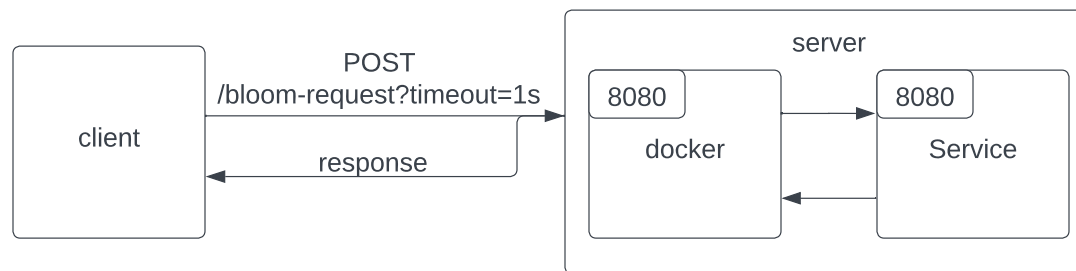 client
POST
/bloom-request?timeout=1s
response
server
8080
docker
8080
Service